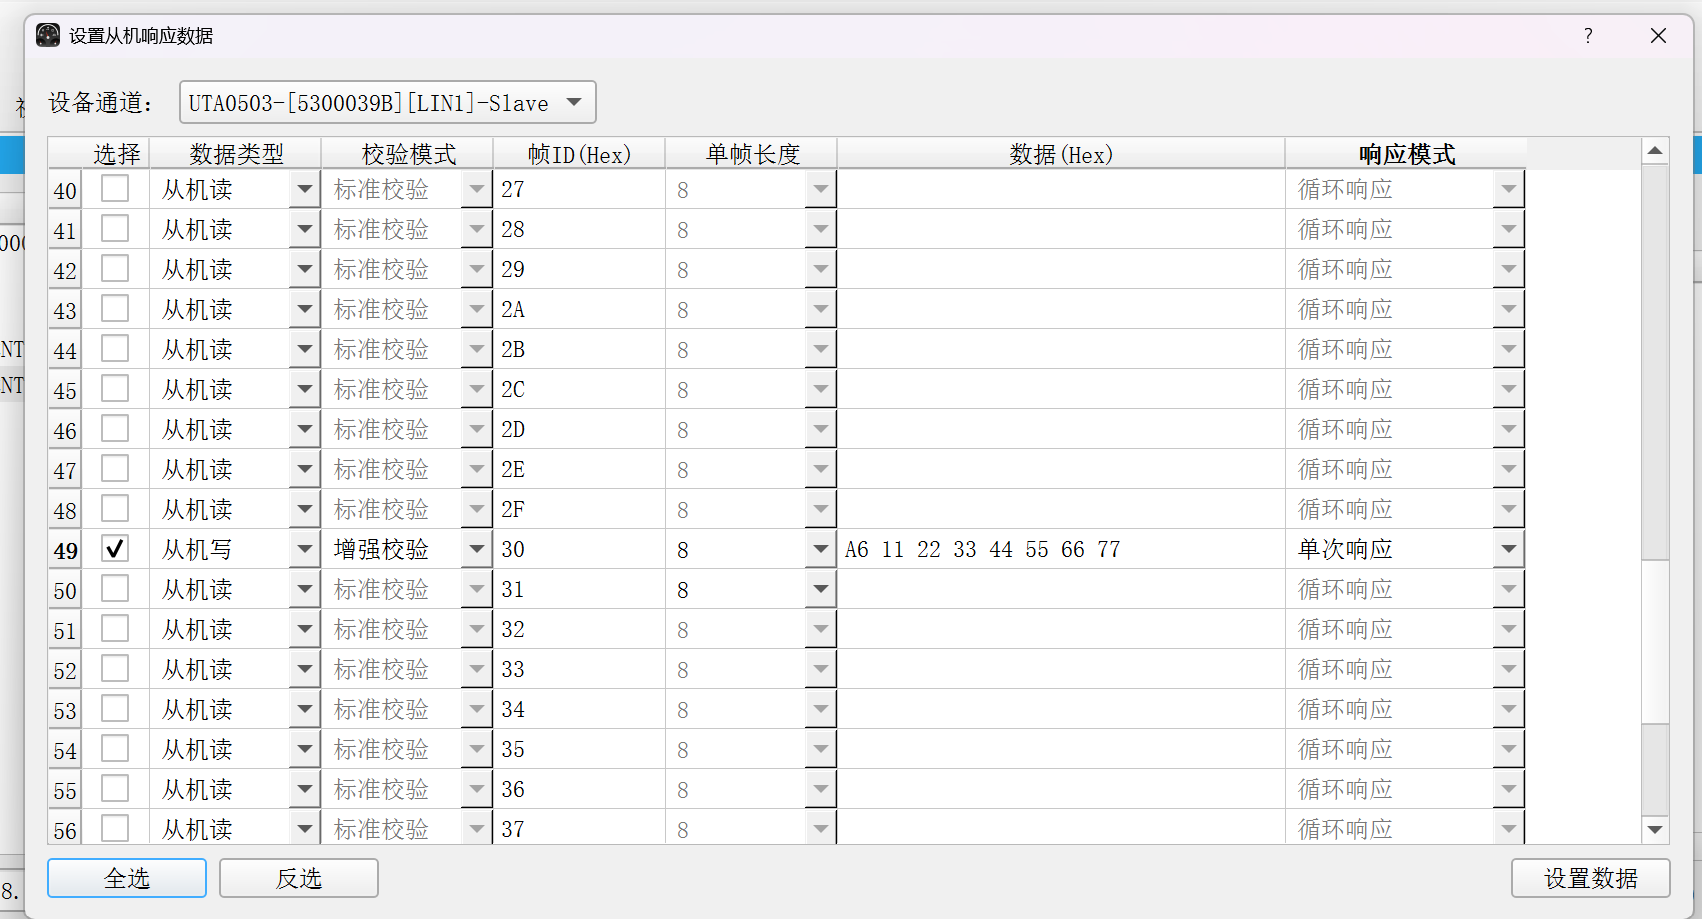 设置从机响应数据 ?
设备通道: UTA0503-[5300039B][LIN1]-Slave
选择 数据类型 校验模式 帧ID(Hex) 单帧长度 数据(Hex) 响应模式
40 从机读 标准校验 27 8 循环响应
41 从机读 标准校验 28 8 循环响应
42 从机读 标准校验 29 8 循环响应
43 从机读 标准校验 2A 8 循环响应
44 从机读 标准校验 2B 8 循环响应
45 从机读 标准校验 2C 8 循环响应
46 从机读 标准校验 2D 8 循环响应
47 从机读 标准校验 2E 8 循环响应
48 从机读 标准校验 2F 8 循环响应
49 从机写 增强校验 30 8 A6 11 22 33 44 55 66 77 单次响应
50 从机读 标准校验 31 8 循环响应
51 从机读 标准校验 32 8 循环响应
52 从机读 标准校验 33 8 循环响应
53 从机读 标准校验 34 8 循环响应
54 从机读 标准校验 35 8 循环响应
55 从机读 标准校验 36 8 循环响应
56 从机读 标准校验 37 8 循环响应
全选 反选 设置数据
NT
NT
8.